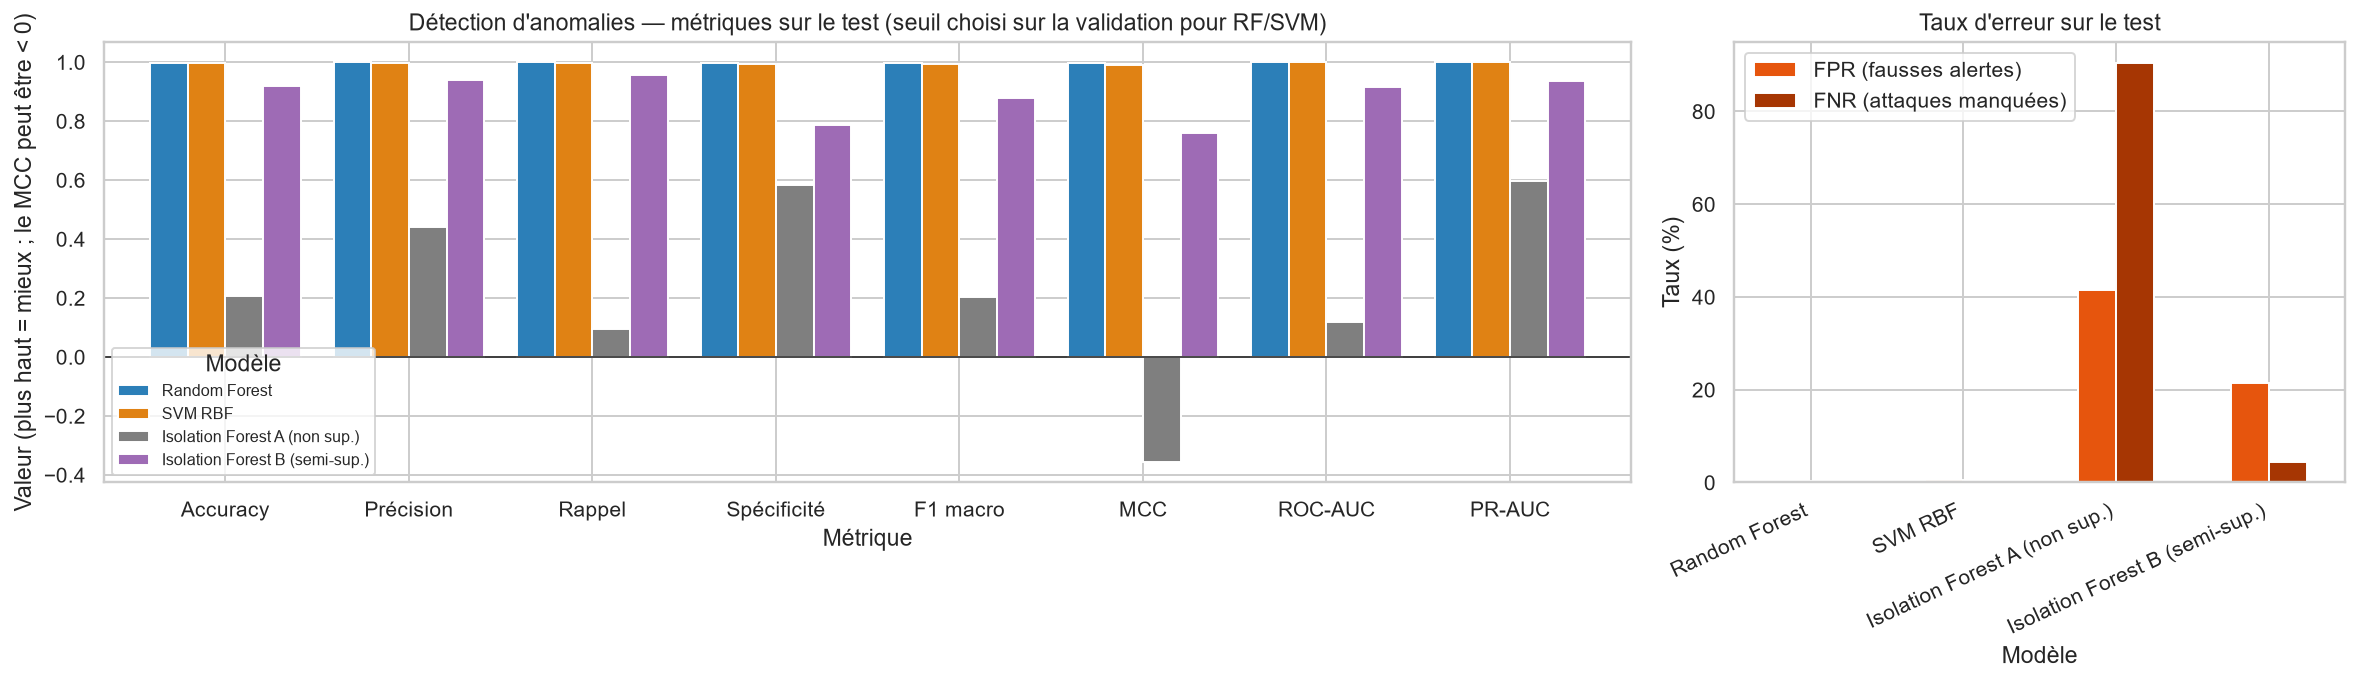 Détection d'anomalies — métriques sur le test (seuil choisi sur la validation pour RF/SVM)
Valeur (plus haut = mieux ; le MCC peut être < 0)
1.0
0.8
0.6
0.4
0.2
0.0
−0.2
−0.4
Modèle
Random Forest
SVM RBF
Isolation Forest A (non sup.)
Isolation Forest B (semi-sup.)
Accuracy
Précision
Rappel
Spécificité
F1 macro
MCC
ROC-AUC
PR-AUC
Métrique
Taux d'erreur sur le test
FPR (fausses alertes)
FNR (attaques manquées)
Taux (%)
80
60
40
20
0
Random Forest
SVM RBF
Isolation Forest A (non sup.)
Isolation Forest B (semi-sup.)
Modèle